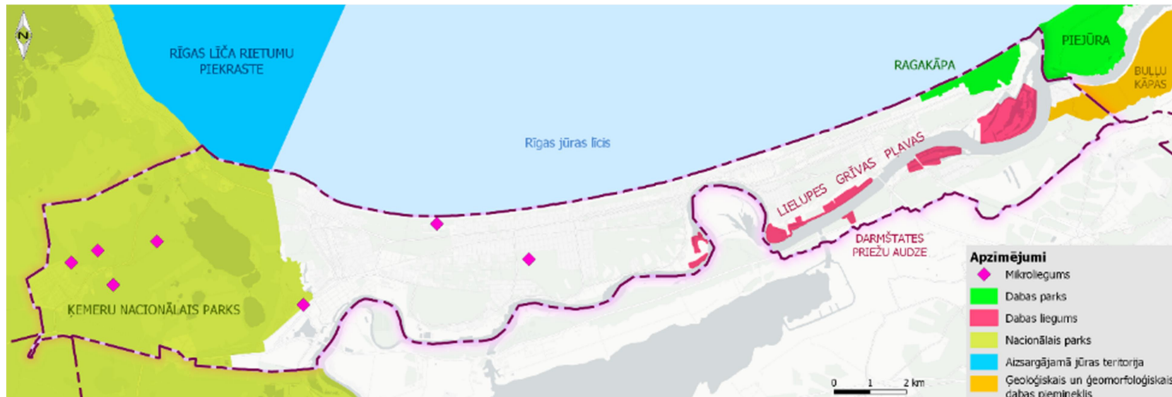 N
RĪGAS LĪČA RIETUMU
PIEKRASTE
PIEJŪRA
RAGAKĀPA
BUĻĻU
KĀPAS
Rīgas jūras līcis
LIELUPES GRĪVAS PĻAVAS
DARMŠTATES
PRIEŽU AUDZE
ĶEMERU NACIONĀLAIS PARKS
Apzīmējumi
Mikroliegums
Dabas parks
Dabas liegums
Nacionālais parks
Aizsargājamā jūras teritorija
Ģeoloģiskais un ģeomorfoloģiskais
dabas piemineklis
0 1 2 km